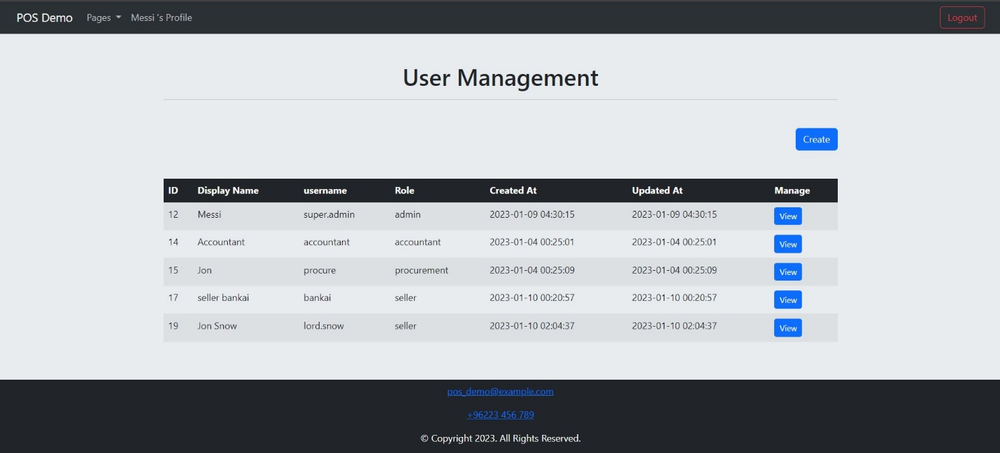 POS Demo Pages Messi 's Profile Logout
User Management
Create
ID Display Name username Role Created At Updated At Manage
12 Messi super.admin admin 2023-01-09 04:30:15 2023-01-09 04:30:15 View
14 Accountant accountant accountant 2023-01-04 00:25:01 2023-01-04 00:25:01 View
15 Jon procure procurement 2023-01-04 00:25:09 2023-01-04 00:25:09 View
17 seller bankai bankai seller 2023-01-10 00:20:57 2023-01-10 00:20:57 View
19 Jon Snow lord.snow seller 2023-01-10 02:04:37 2023-01-10 02:04:37 View
pos_demo@example.com
+96223 456 789
© Copyright 2023. All Rights Reserved.